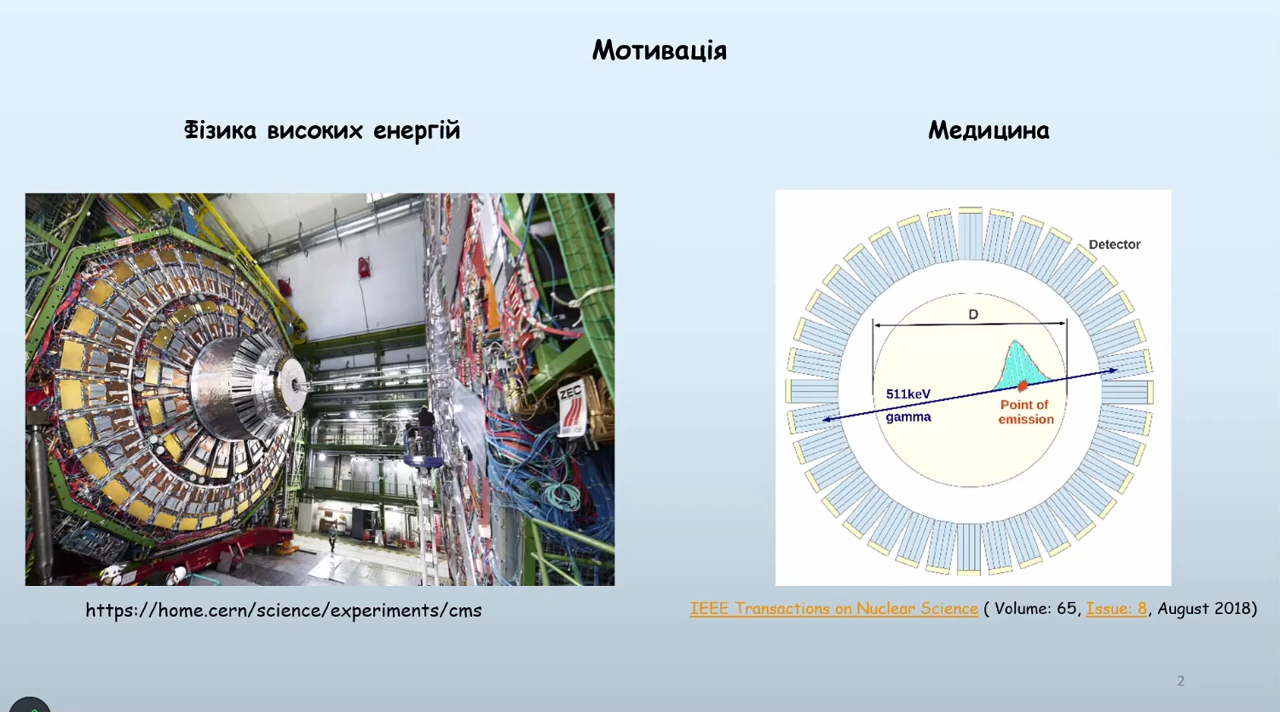 Мотивація
Фізика високих енергій
Медицина
ZEC
Detector
D
511keV
gamma
Point of
emission
https://home.cern/science/experiments/cms
IEEE Transactions on Nuclear Science ( Volume: 65, Issue: 8, August 2018)
2